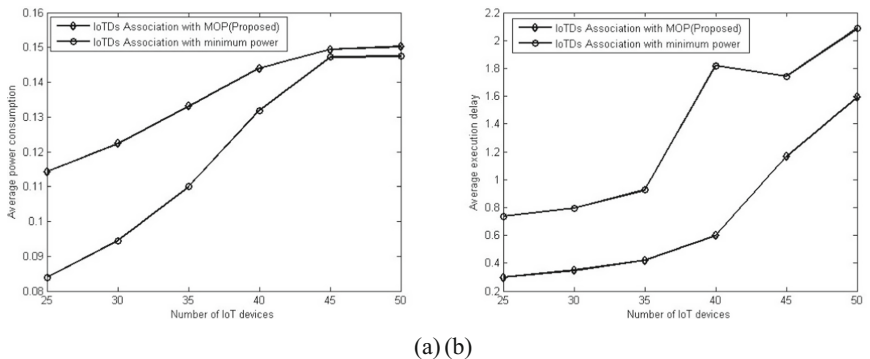 IoTDs Association with MOP(Proposed)
IoTDs Association with minimum power
0.16
0.15
0.14
0.13
0.12
0.11
0.1
0.09
0.08
Average power consumption
25 30 35 40 45 50
Number of IoT devices
IoTDs Association with MOP(Proposed)
IoTDs Association with minimum power
2.2
2
1.8
1.6
1.4
1.2
1
0.8
0.6
0.4
0.2
Average execution delay
25 30 35 40 45 50
Number of IoT devices
(a) (b)